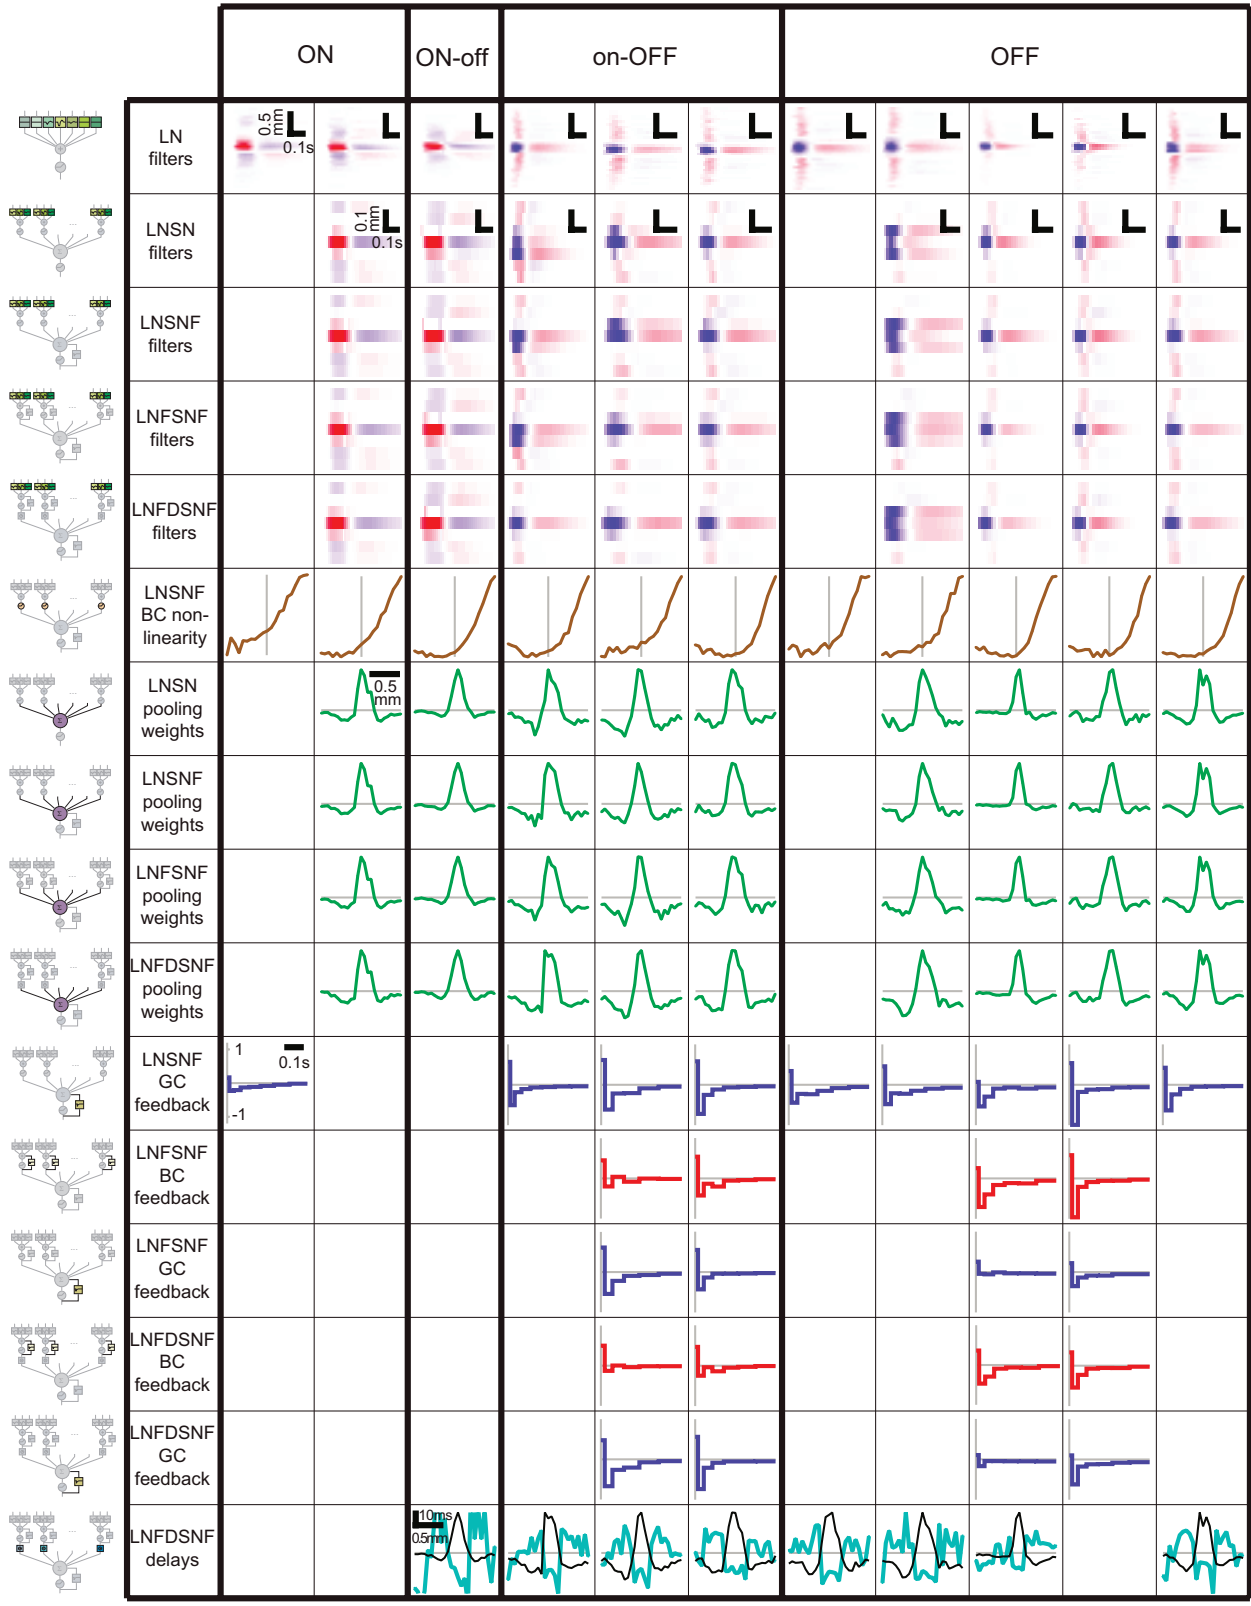 ON
ON-off
on-OFF
OFF
LN
filters
0.5
mm
0.1s
LNSN
filters
0.1
mm
0.1s
LNSNF
filters
LNFSNF
filters
LNFDSNF
filters
LNSNF
BC non-
linearity
LNSN
pooling
weights
0.5
mm
LNSNF
pooling
weights
LNFSNF
pooling
weights
LNFDSNF
pooling
weights
LNSNF
GC
feedback
1
0.1s
-1
LNFSNF
BC
feedback
LNFSNF
GC
feedback
LNFDSNF
BC
feedback
LNFDSNF
GC
feedback
LNFDSNF
delays
10ms
0.5mm